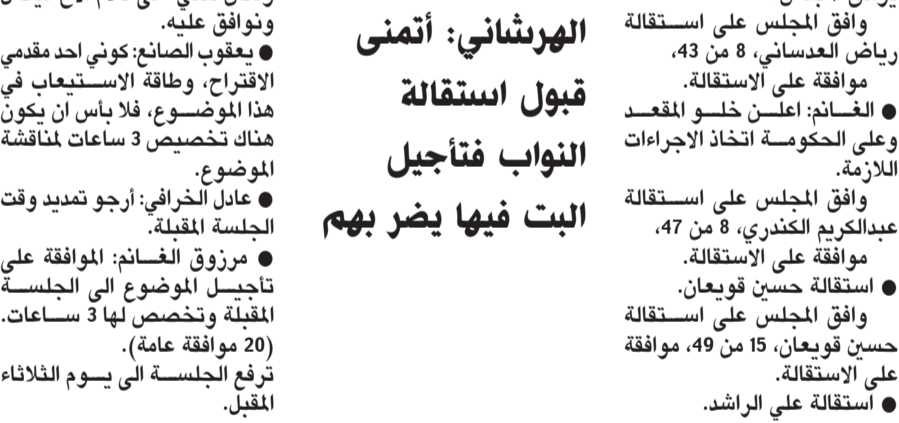 وافق المجلس على استقالة
رياض العدساني، 8 من 43،
موافقة على الاستقالة.
● الغانم: اعلن خلو المقعد
وعلى الحكومة اتخاذ الاجراءات
اللازمة.
وافق المجلس على استقالة
عبدالكريم الكندري، 8 من 47،
موافقة على الاستقالة.
● استقالة حسين قويعان.
وافق المجلس على استقالة
حسين قويعان، 15 من 49، موافقة
على الاستقالة.
● استقالة علي الراشد.
الهرشاني: أتمنى
قبول استقالة
النواب فتأجيل
البت فيها يضر بهم
ونوافق عليه.
● يعقوب الصانع: كوني احد مقدمي
الاقتراح، وطاقة الاستيعاب في
هذا الموضوع، فلا بأس ان يكون
هناك تخصيص 3 ساعات لمناقشة
الموضوع.
● عادل الخرافي: أرجو تمديد وقت
الجلسة المقبلة.
● مرزوق الغانم: الموافقة على
تأجيل الموضوع الى الجلسة
المقبلة وتخصص لها 3 ساعات.
(20 موافقة عامة).
ترفع الجلسة الى يوم الثلاثاء
المقبل.